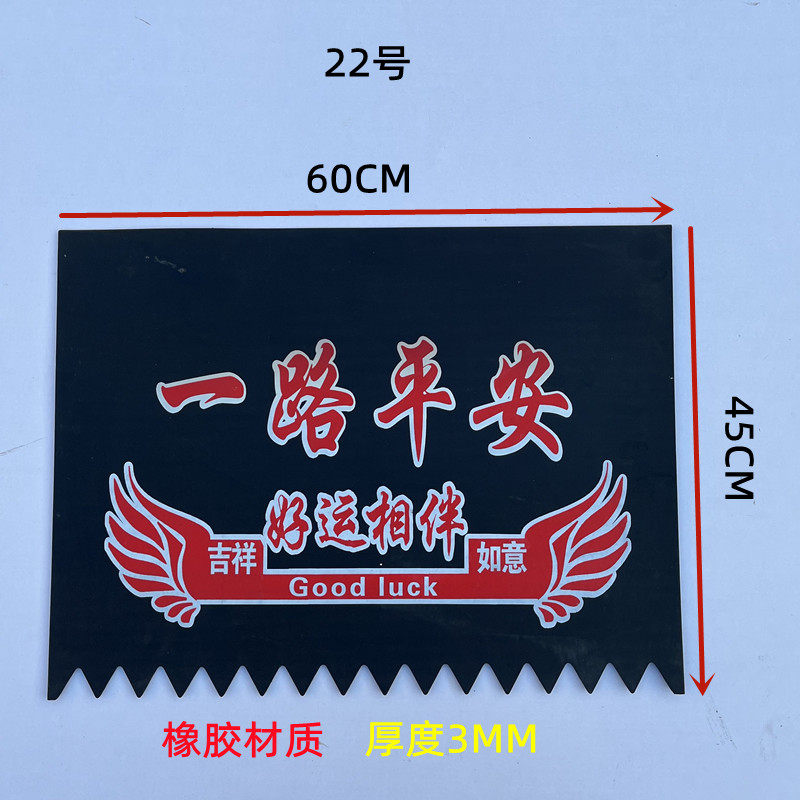 22号
60CM
45CM
一路平安
好运相伴
吉祥 如意
Good luck
橡胶材质 厚度3MM